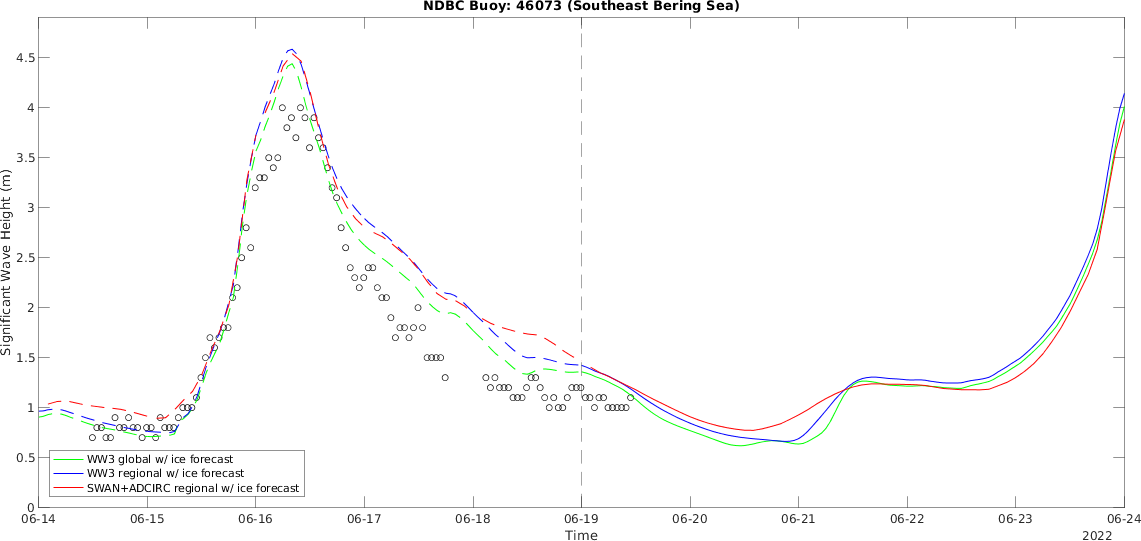 NDBC Buoy: 46073 (Southeast Bering Sea)
Significant Wave Height (m)
4.5
4
3.5
3
2.5
2
1.5
1
0.5
0
WW3 global w/ ice forecast
WW3 regional w/ ice forecast
SWAN+ADCIRC regional w/ ice forecast
06-14 06-15 06-16 06-17 06-18 06-19 06-20 06-21 06-22 06-23 06-24
Time
2022